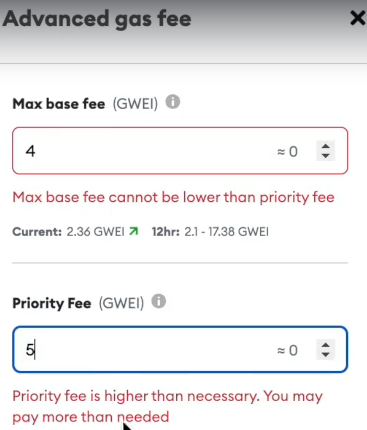 Advanced gas fee
Max base fee (GWEI)
4 ≈ 0
Max base fee cannot be lower than priority fee
Current: 2.36 GWEI 12hr: 2.1 - 17.38 GWEI
Priority Fee (GWEI)
5 ≈ 0
Priority fee is higher than necessary. You may
pay more than needed